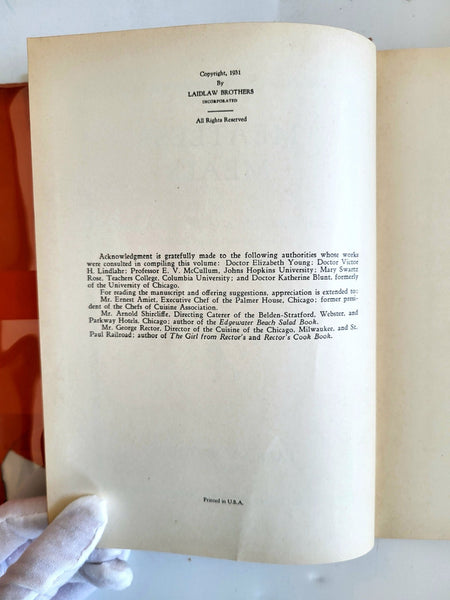 Copyright, 1931
By
LAIDLAW BROTHERS
INCORPORATED
All Rights Reserved
Acknowledgment is gratefully made to the following authorities whose works
were consulted in compiling this volume: Doctor Elizabeth Young; Doctor Victor
H. Lindlahr; Professor E. V. McCullum, Johns Hopkins University; Mary Swartz
Rose, Teachers College, Columbia University; and Doctor Katherine Blunt, formerly
of the University of Chicago.
For reading the manuscript and offering suggestions, appreciation is extended to:
Mr. Ernest Amiet, Executive Chef of the Palmer House, Chicago; former presi-
dent of the Chefs of Cuisine Association.
Mr. Arnold Shircliffe, Directing Caterer of the Belden-Stratford, Webster, and
Parkway Hotels, Chicago; author of the Edgewater Beach Salad Book.
Mr. George Rector, Director of the Cuisine of the Chicago, Milwaukee, and St.
Paul Railroad; author of The Girl from Rector's and Rector's Cook Book.
Printed in U.S.A.